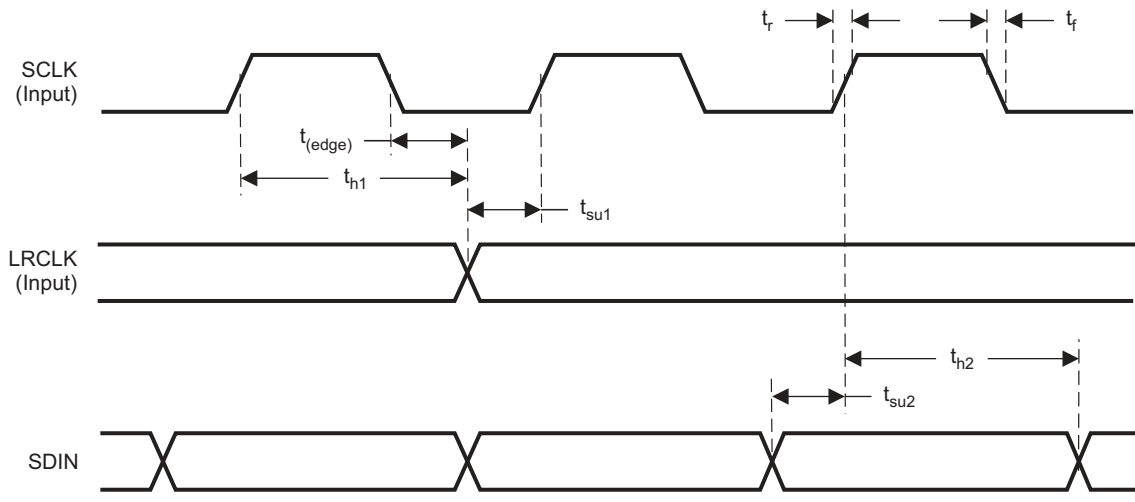 t_r
t_f
SCLK
(Input)
t_(edge)
t_h1
t_su1
LRCLK
(Input)
t_h2
t_su2
SDIN